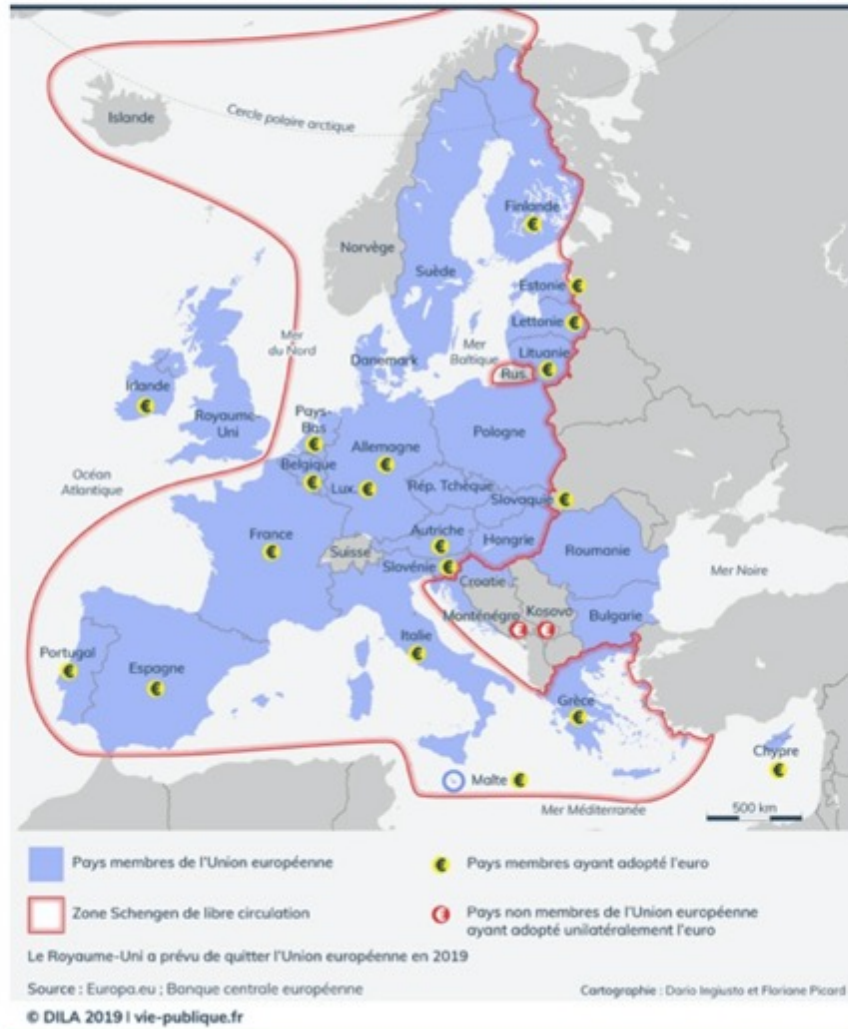 Islande
Cercle polaire arctique
Finlande
Norvège
Suède
Estonie
Mer
du Nord
Mer
Baltique
Lettonie
Danemark
Lituanie
Rus.
Irlande
Royaume-
Uni
Pays-
Bas
Allemagne
Pologne
Belgique
Océan
Atlantique
Lux.
Rép. Tchèque
Slovaquie
France
Autriche
Hongrie
Suisse
Roumanie
Slovénie
Mer Noire
Croatie
Monténégro
Kosovo
Bulgarie
Italie
Portugal
Espagne
Grèce
Chypre
Malte
Mer Méditerranée
500 km
Pays membres de l'Union européenne
€ Pays membres ayant adopté l'euro
Zone Schengen de libre circulation
€ Pays non membres de l'Union européenne
ayant adopté unilatéralement l'euro
Le Royaume-Uni a prévu de quitter l'Union européenne en 2019
Source : Europa.eu ; Banque centrale européenne
Cartographie : Dario Ingiusto et Floriane Picard
© DILA 2019 I vie-publique.fr